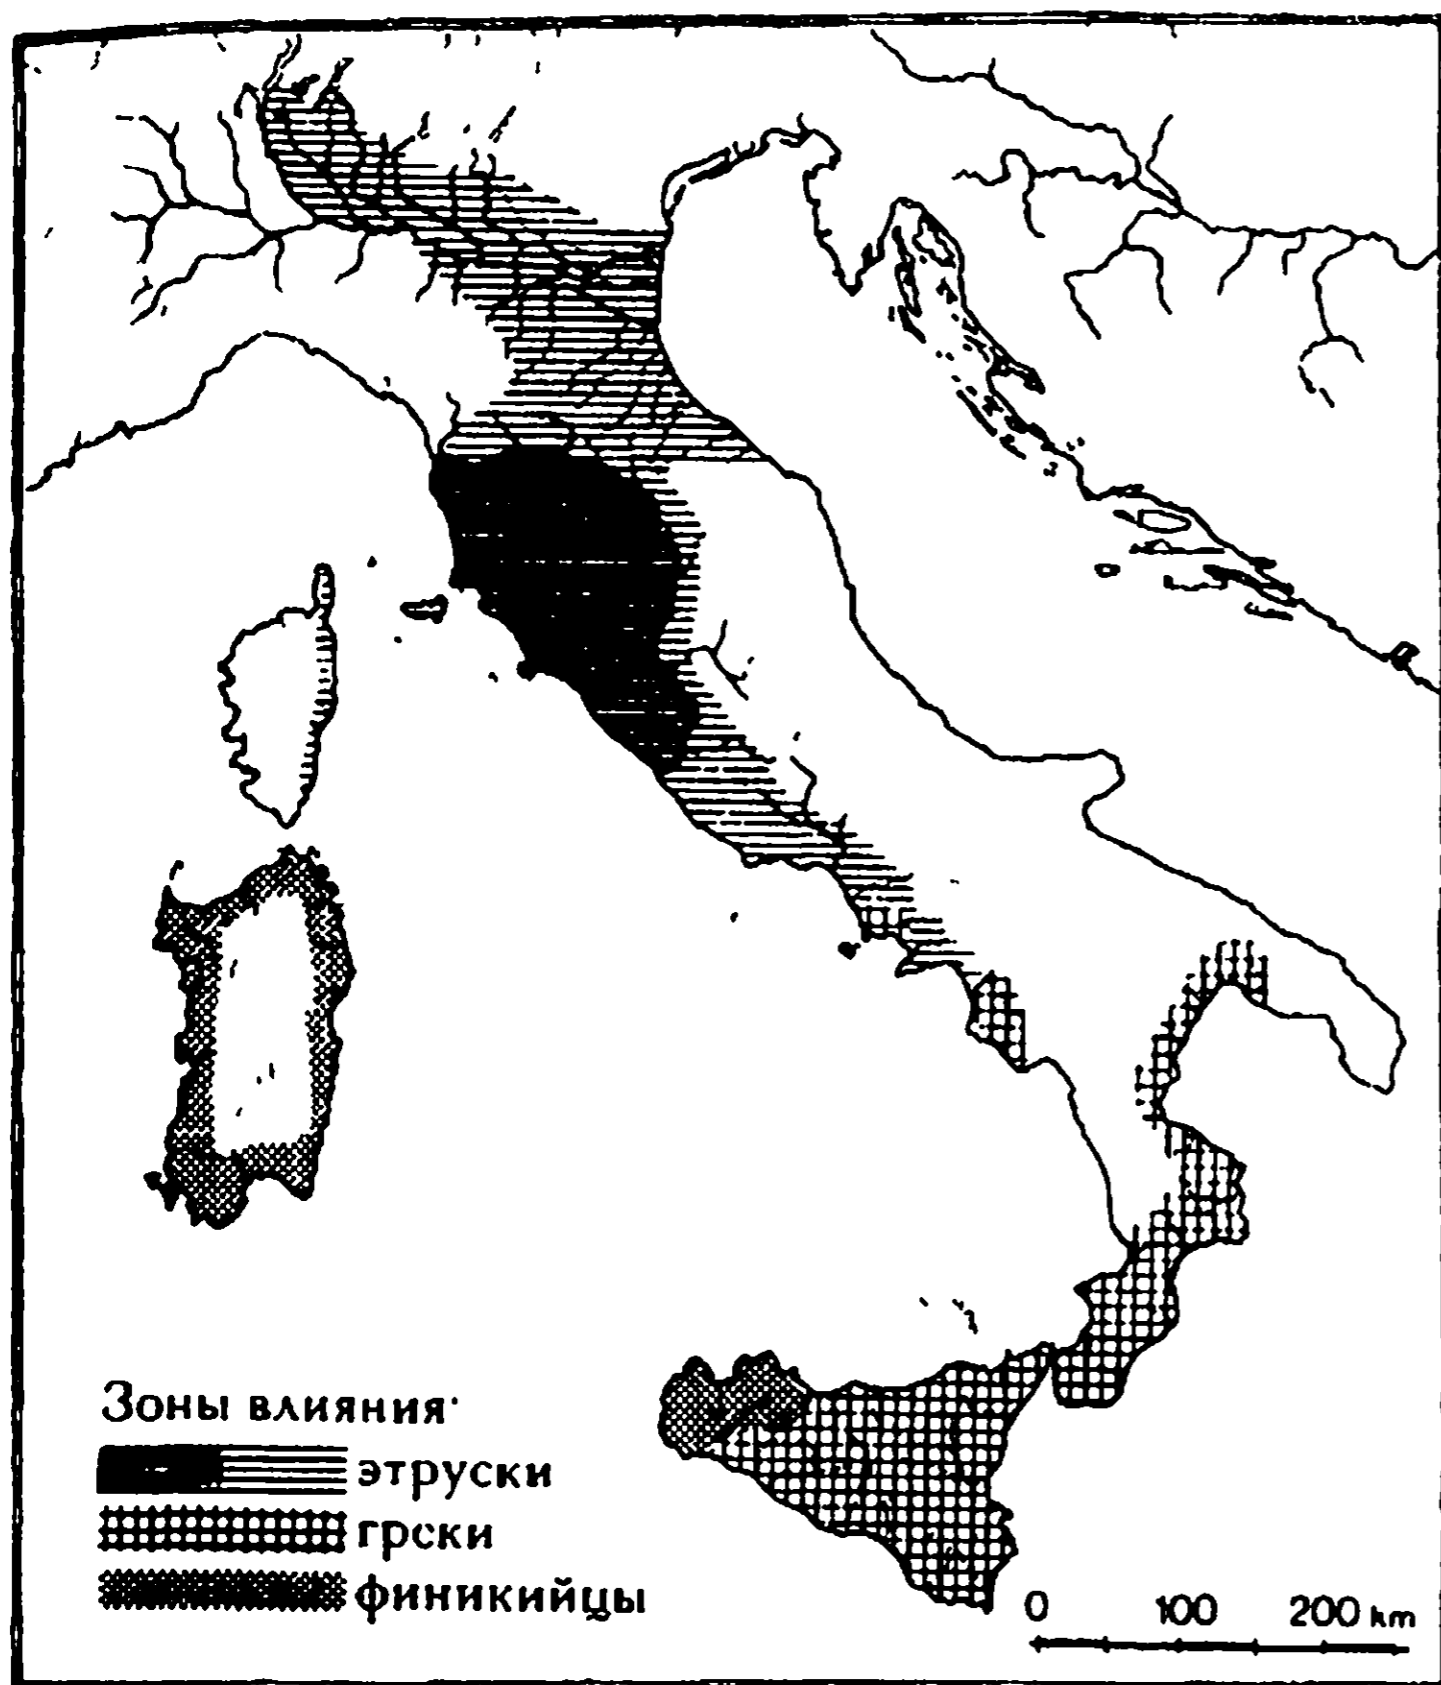 Зоны влияния:
этруски
грски
финикийцы
0 100 200 km